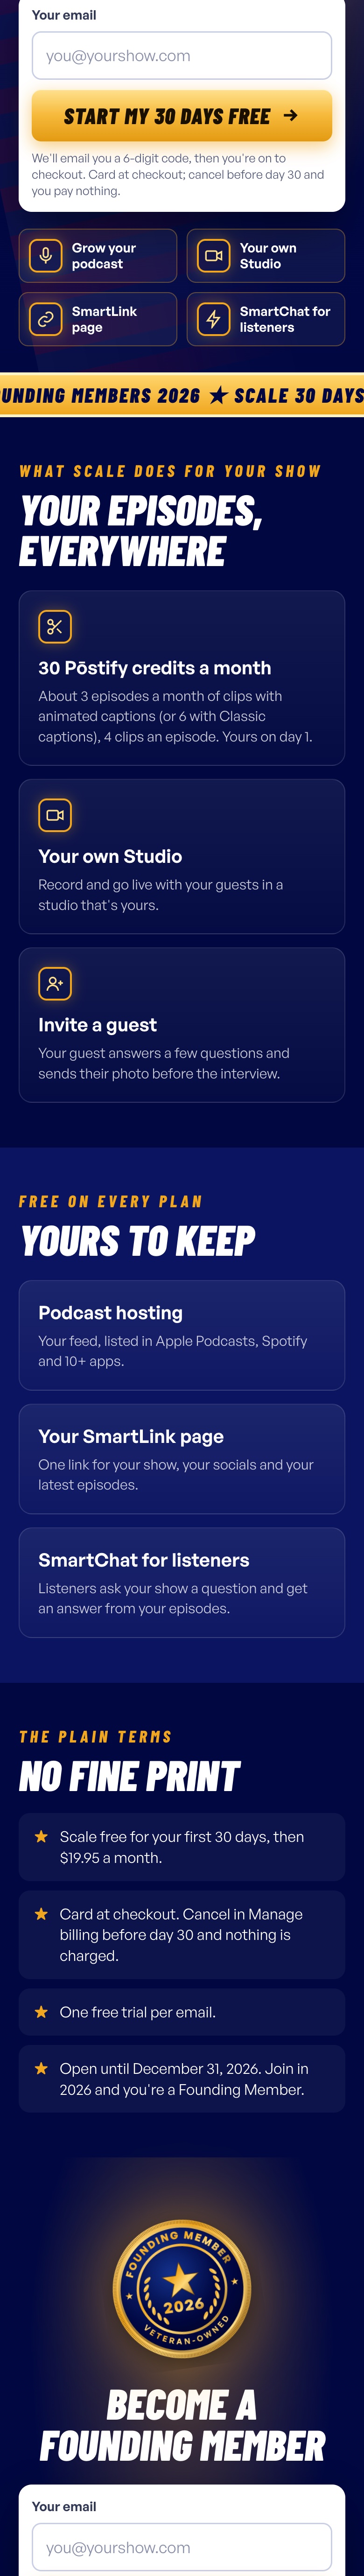 Your email
you@yourshow.com
START MY 30 DAYS FREE →
We'll email you a 6-digit code, then you're on to
checkout. Card at checkout; cancel before day 30 and
you pay nothing.
Grow your
podcast
Your own
Studio
SmartLink
page
SmartChat for
listeners
UNDING MEMBERS 2026 ★ SCALE 30 DAYS
WHAT SCALE DOES FOR YOUR SHOW
YOUR EPISODES,
EVERYWHERE
30 Pōstify credits a month
About 3 episodes a month of clips with
animated captions (or 6 with Classic
captions), 4 clips an episode. Yours on day 1.
Your own Studio
Record and go live with your guests in a
studio that's yours.
Invite a guest
Your guest answers a few questions and
sends their photo before the interview.
FREE ON EVERY PLAN
YOURS TO KEEP
Podcast hosting
Your feed, listed in Apple Podcasts, Spotify
and 10+ apps.
Your SmartLink page
One link for your show, your socials and your
latest episodes.
SmartChat for listeners
Listeners ask your show a question and get
an answer from your episodes.
THE PLAIN TERMS
NO FINE PRINT
★ Scale free for your first 30 days, then
$19.95 a month.
★ Card at checkout. Cancel in Manage
billing before day 30 and nothing is
charged.
★ One free trial per email.
★ Open until December 31, 2026. Join in
2026 and you're a Founding Member.
FOUNDING MEMBER
2026
VETERAN-OWNED
BECOME A
FOUNDING MEMBER
Your email
you@yourshow.com